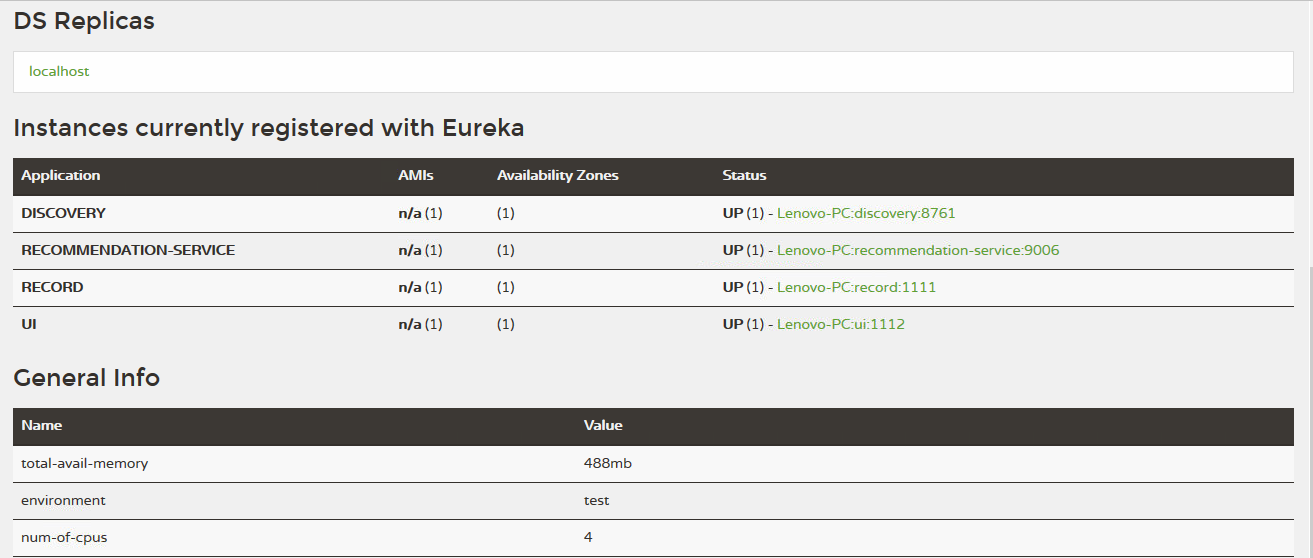 DS Replicas
localhost
Instances currently registered with Eureka
Application AMIs Availability Zones Status
DISCOVERY n/a (1) (1) UP (1) - Lenovo-PC:discovery:8761
RECOMMENDATION-SERVICE n/a (1) (1) UP (1) - Lenovo-PC:recommendation-service:9006
RECORD n/a (1) (1) UP (1) - Lenovo-PC:record:1111
UI n/a (1) (1) UP (1) - Lenovo-PC:ui:1112
General Info
Name Value
total-avail-memory 488mb
environment test
num-of-cpus 4